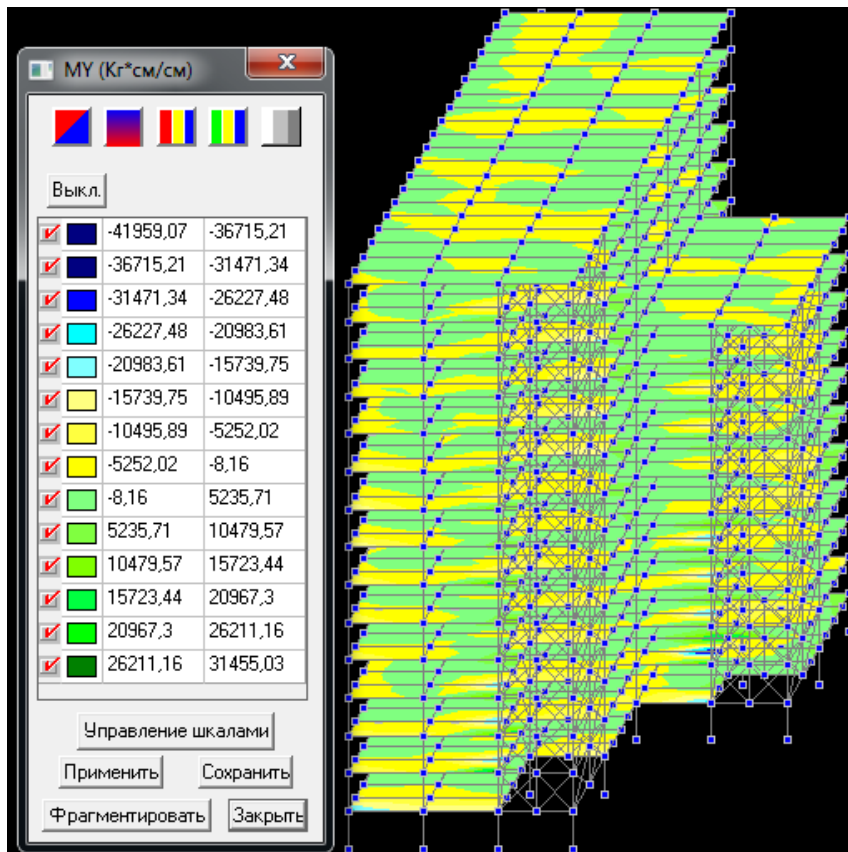 MY (Кг*см/см)
Выкл.
-41959,07 -36715,21
-36715,21 -31471,34
-31471,34 -26227,48
-26227,48 -20983,61
-20983,61 -15739,75
-15739,75 -10495,89
-10495,89 -5252,02
-5252,02 -8,16
-8,16 5235,71
5235,71 10479,57
10479,57 15723,44
15723,44 20967,3
20967,3 26211,16
26211,16 31455,03
Управление шкалами
Применить Сохранить
Фрагментировать Закрыть